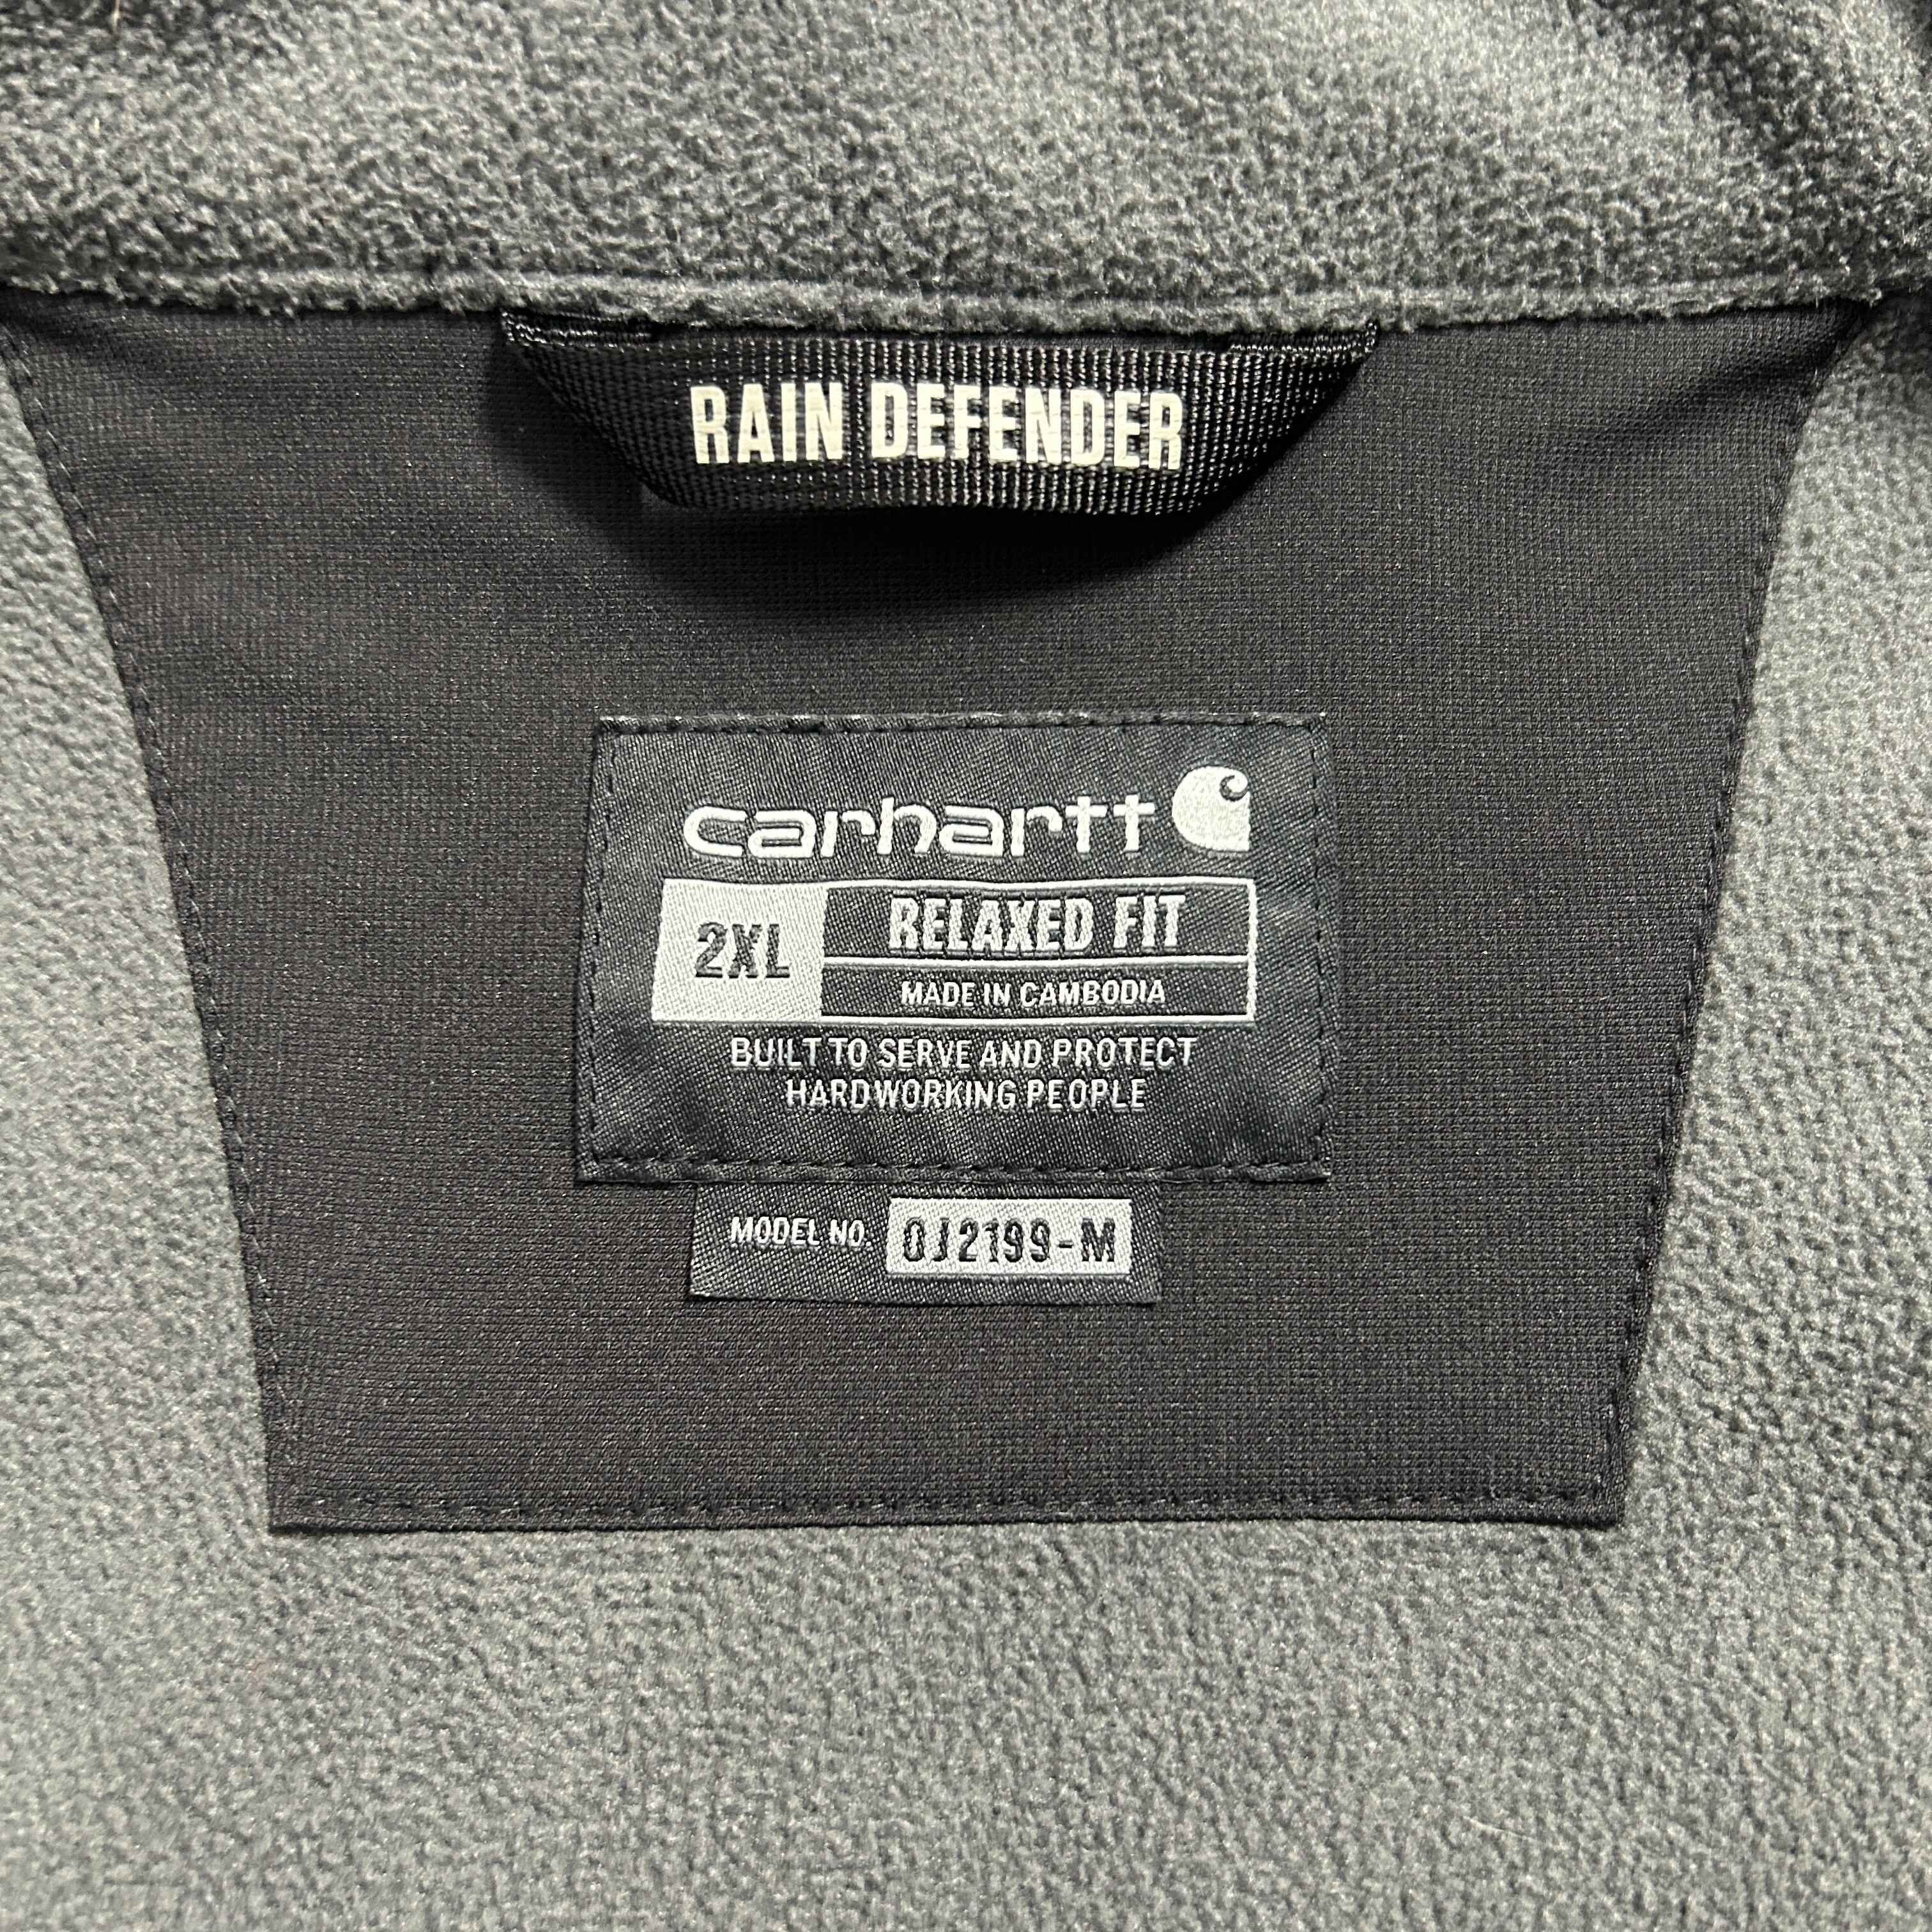 RAIN DEFENDER
carhartt
2XL
RELAXED FIT
MADE IN CAMBODIA
BUILT TO SERVE AND PROTECT
HARDWORKING PEOPLE
MODEL NO. OJ2199-M